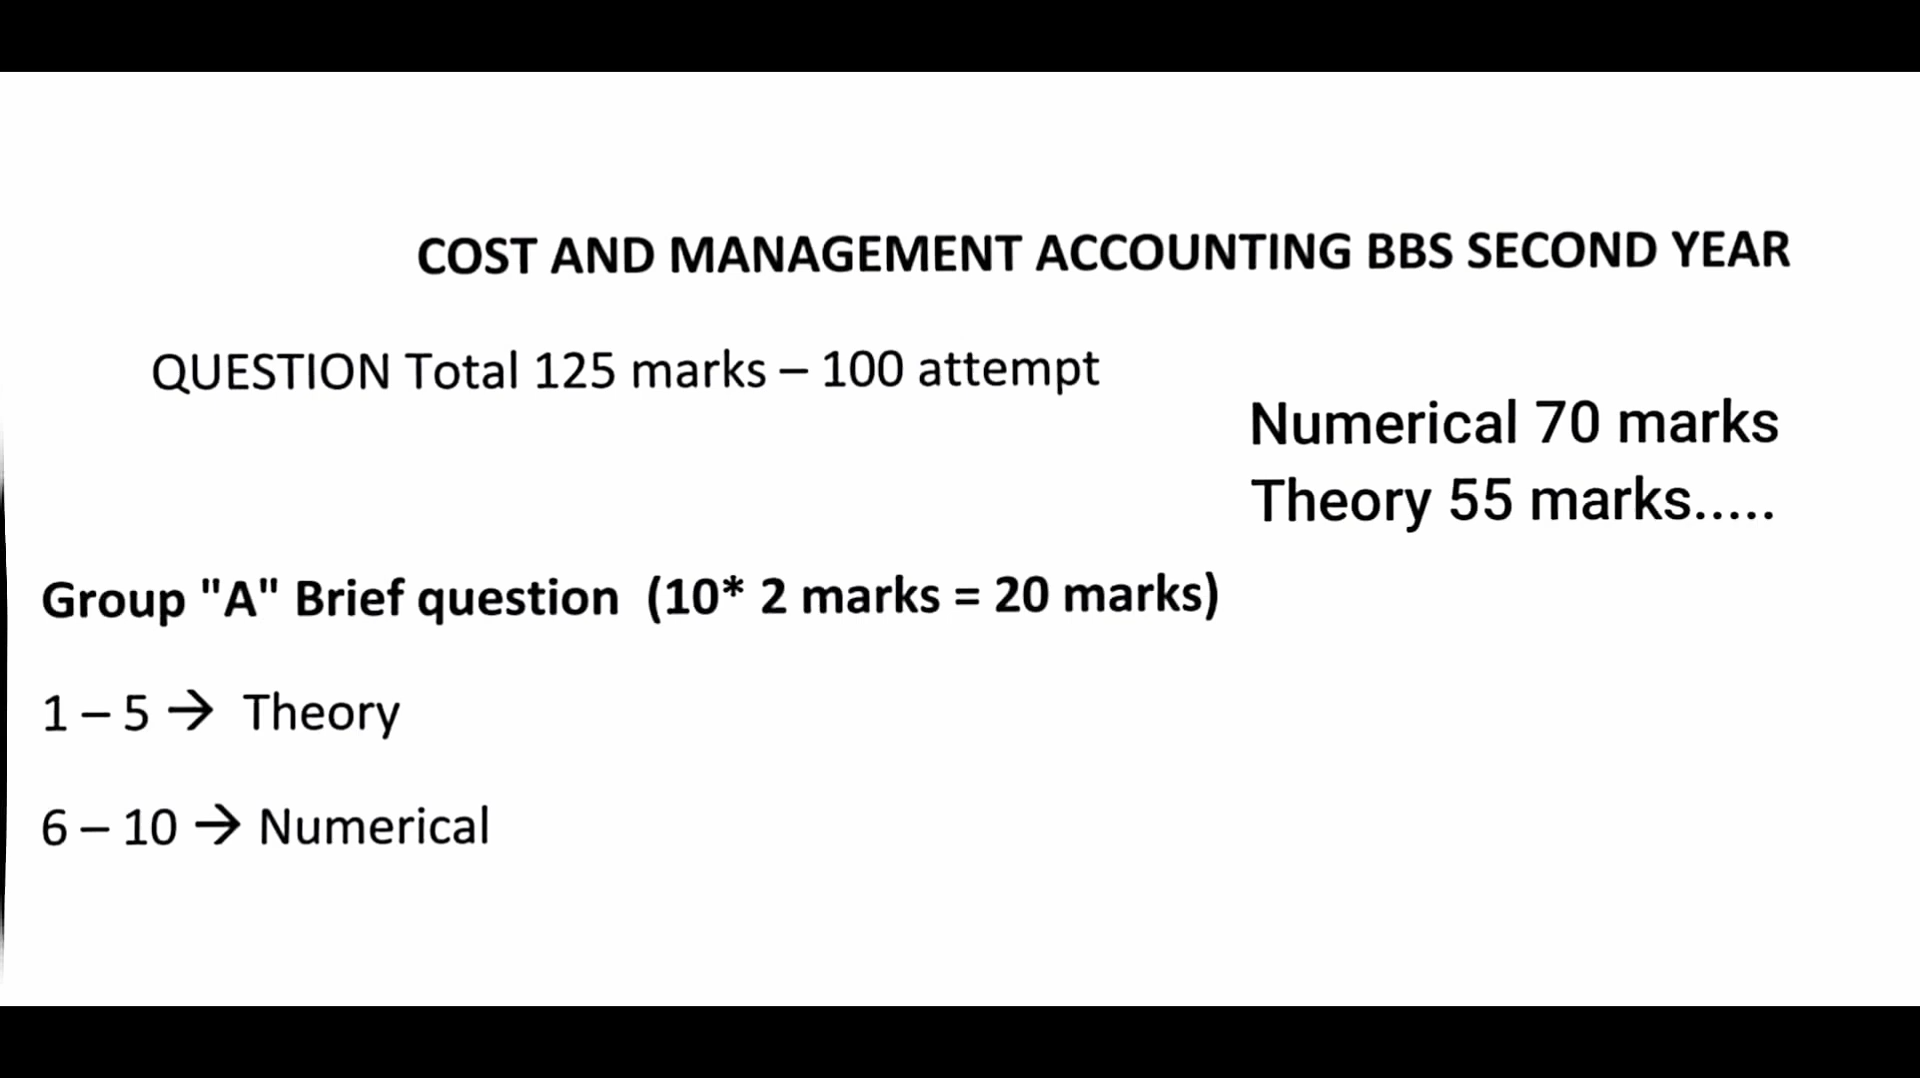 COST AND MANAGEMENT ACCOUNTING BBS SECOND YEAR
QUESTION Total 125 marks – 100 attempt
Numerical 70 marks
Theory 55 marks.....
Group "A" Brief question (10* 2 marks = 20 marks)
1 – 5 → Theory
6 – 10 → Numerical